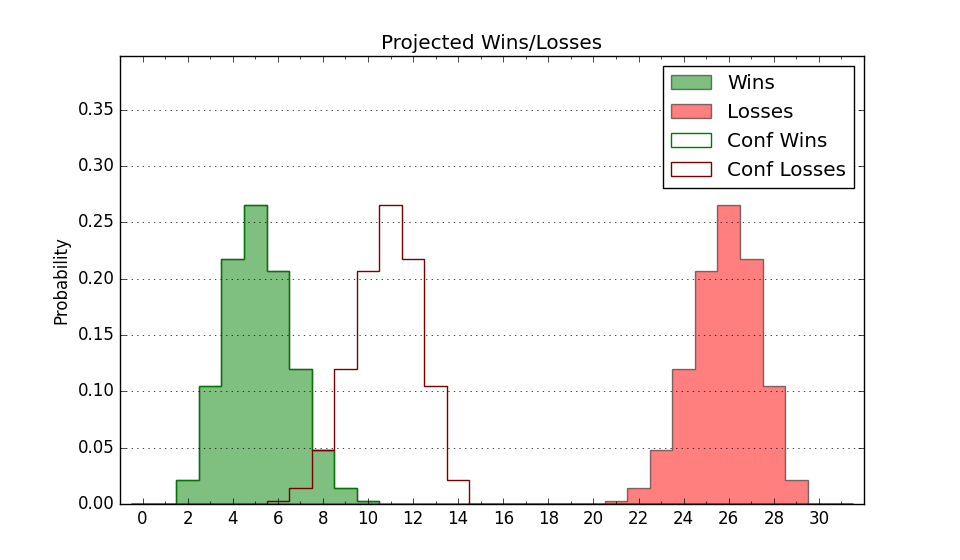 Projected Wins/Losses
Wins
Losses
Conf Wins
Conf Losses
Probability
0.35
0.30
0.25
0.20
0.15
0.10
0.05
0.00
0 2 4 6 8 10 12 14 16 18 20 22 24 26 28 30